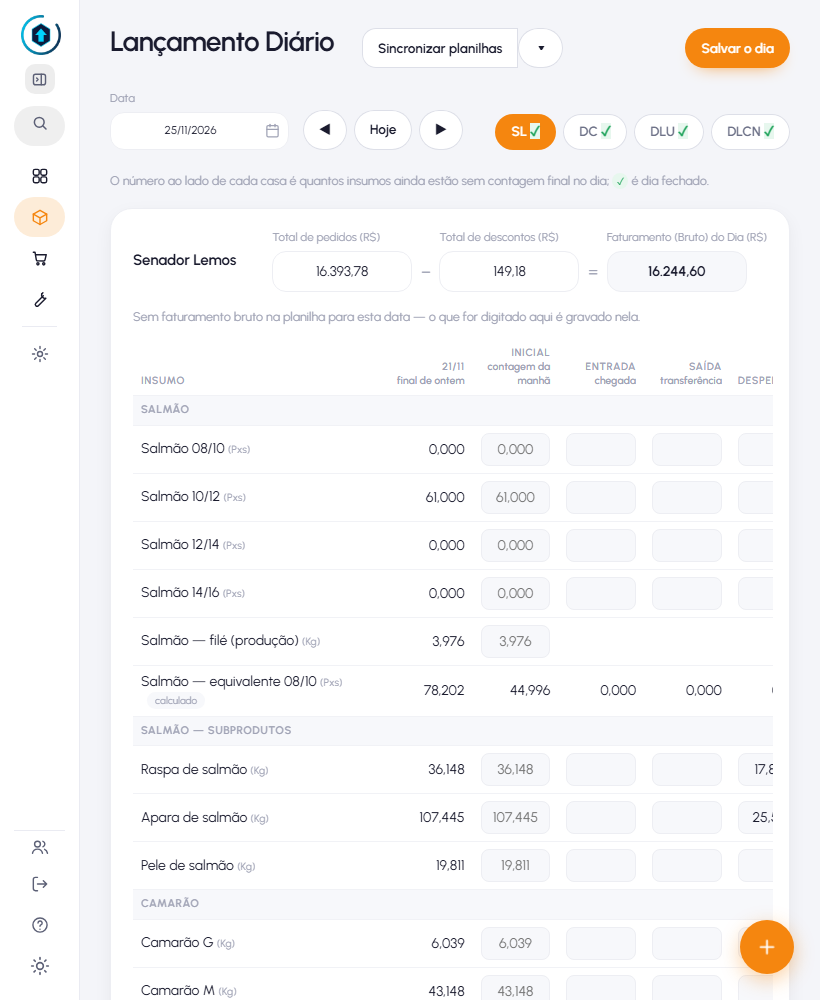 Lançamento Diário
Sincronizar planilhas
Salvar o dia
Data
25/11/2026
Hoje
SL ✓
DC ✓
DLU ✓
DLCN ✓
O número ao lado de cada casa é quantos insumos ainda estão sem contagem final no dia; ✓ é dia fechado.
Senador Lemos
Total de pedidos (R$)
Total de descontos (R$)
Faturamento (Bruto) do Dia (R$)
16.393,78 – 149,18 = 16.244,60
Sem faturamento bruto na planilha para esta data — o que for digitado aqui é gravado nela.
INSUMO
21/11
final de ontem
INICIAL
contagem da
manhã
ENTRADA
chegada
SAÍDA
transferência
SALMÃO
Salmão 08/10 (Pxs) 0,000 0,000
Salmão 10/12 (Pxs) 61,000 61,000
Salmão 12/14 (Pxs) 0,000 0,000
Salmão 14/16 (Pxs) 0,000 0,000
Salmão — filé (produção) (Kg) 3,976 3,976
Salmão — equivalente 08/10 (Pxs)
calculado
78,202 44,996 0,000 0,000
SALMÃO — SUBPRODUTOS
Raspa de salmão (Kg) 36,148 36,148 17,8
Apara de salmão (Kg) 107,445 107,445 25,5
Pele de salmão (Kg) 19,811 19,811
CAMARÃO
Camarão G (Kg) 6,039 6,039
Camarão M (Kg) 43,148 43,148